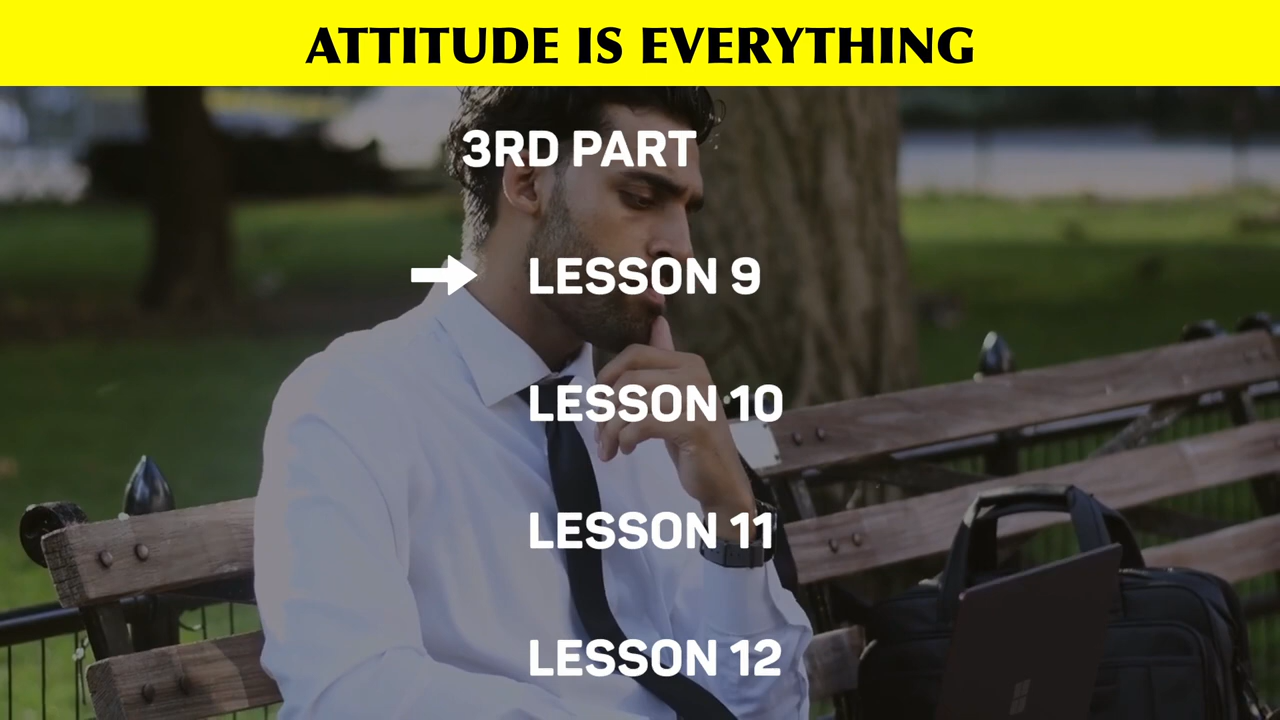 ATTITUDE IS EVERYTHING
3RD PART
LESSON 9
LESSON 10
LESSON 11
LESSON 12